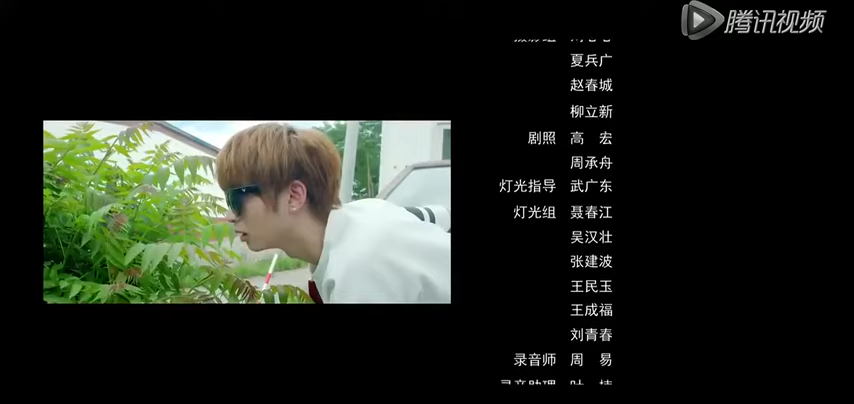 腾讯视频
夏兵广
赵春城
柳立新
剧照 高 宏
周承舟
灯光指导 武广东
灯光组 聂春江
吴汉壮
张建波
王民玉
王成福
刘青春
录音师 周 易